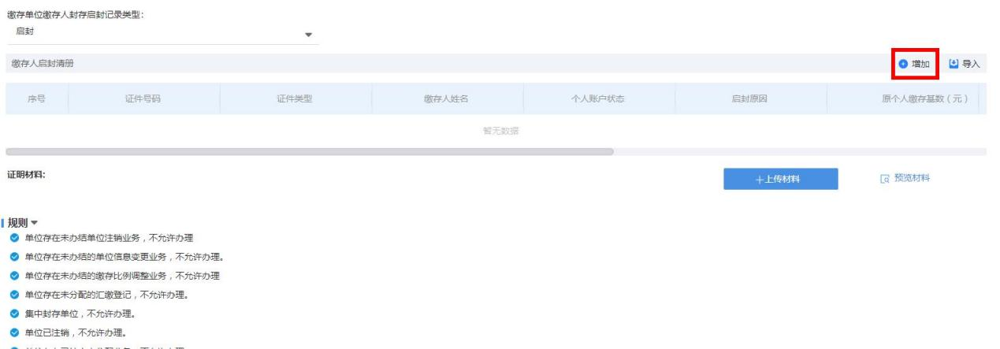 缴存单位缴存人封存启封记录类型：
启封
缴存人启封清册 增加 导入
序号 证件号码 证件类型 缴存人姓名 个人账户状态 启封原因 原个人缴存基数（元）
暂无数据
证明材料： 上传材料 预览材料
规则
单位存在未办结单位注销业务，不允许办理
单位存在未办结的单位信息变更业务，不允许办理。
单位存在未办结的缴存比例调整业务，不允许办理
单位存在未分配的汇缴登记，不允许办理。
集中封存单位，不允许办理。
单位已注销，不允许办理。